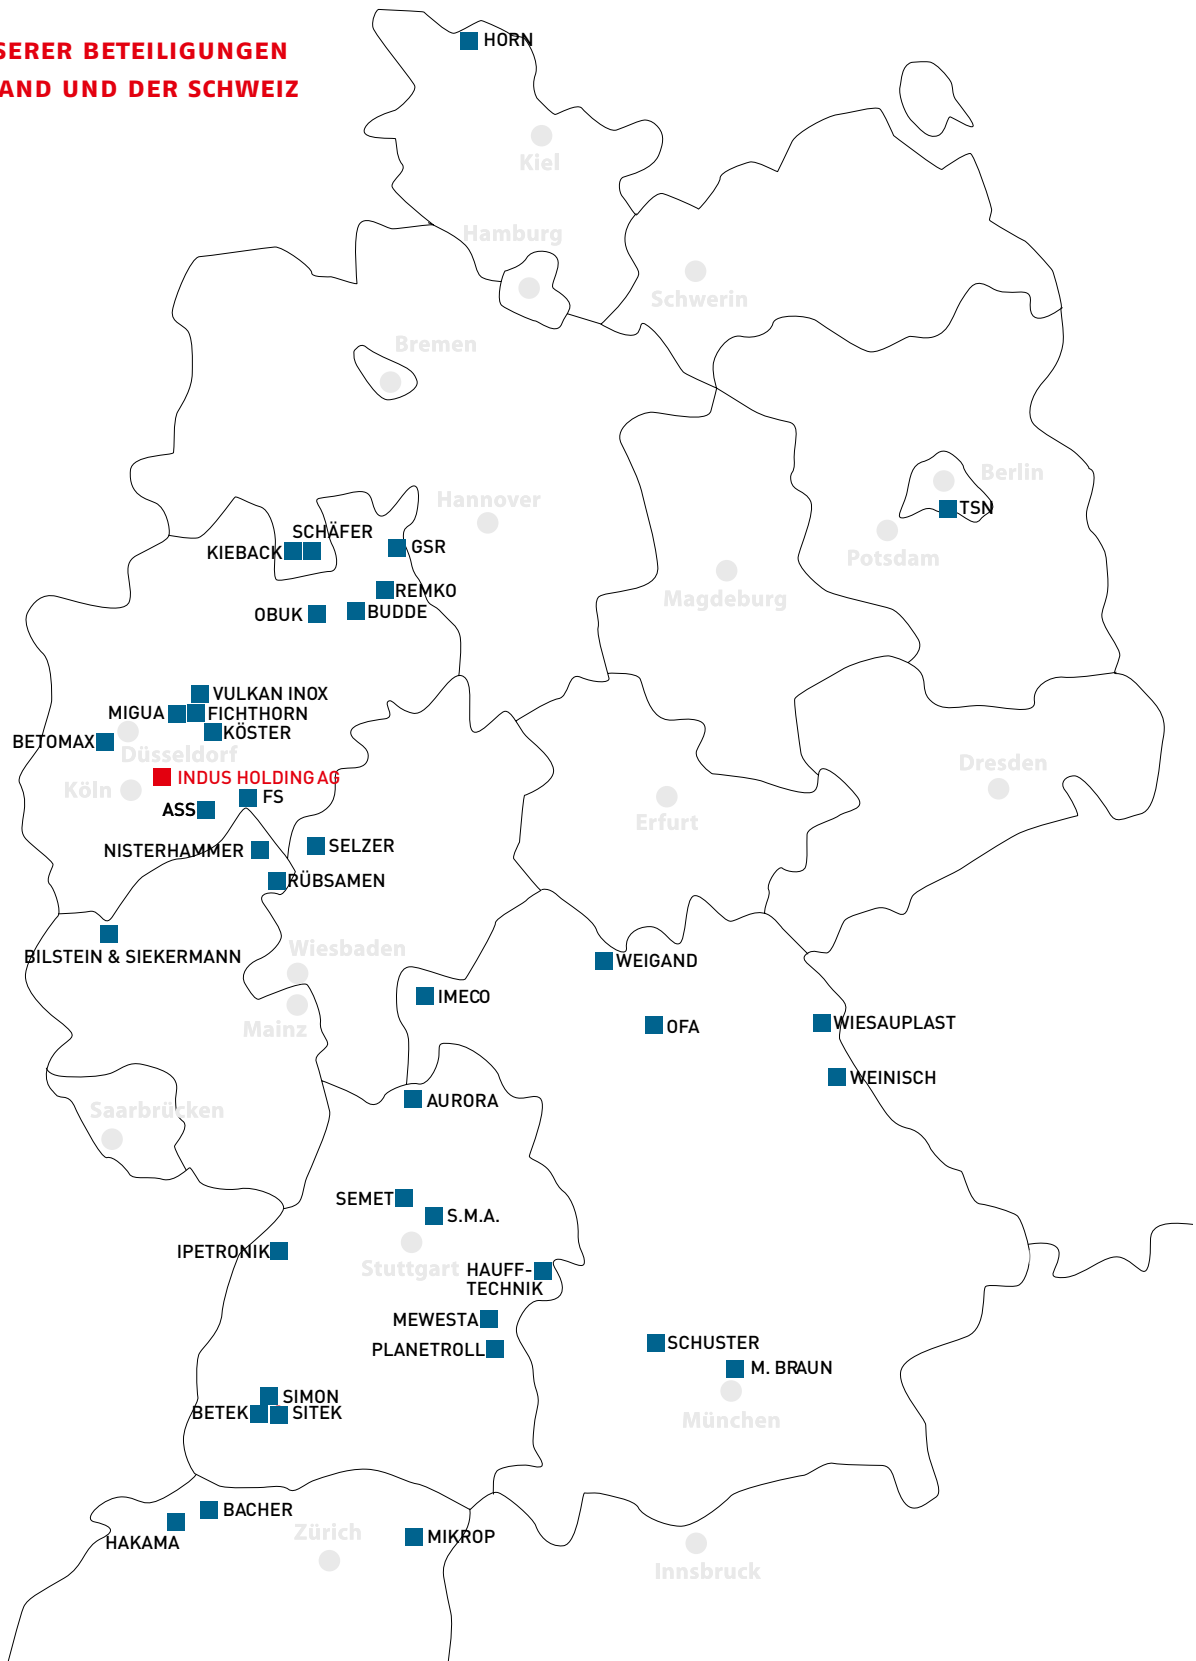 SERER BETEILIGUNGEN
AND UND DER SCHWEIZ
HORN
Kiel
Hamburg
Schwerin
Bremen
Berlin
Hannover
TSN
SCHÄFER
KIEBACK
GSR
Potsdam
REMKO
Magdeburg
OBUK
BUDDE
VULKAN INOX
MIGUA
FICHTHORN
KÖSTER
BETOMAX
Düsseldorf
Dresden
INDUS HOLDING AG
Köln
FS
ASS
Erfurt
NISTERHAMMER
SELZER
RÜBSAMEN
Wiesbaden
BILSTEIN & SIEKERMANN
WEIGAND
IMECO
Mainz
OFA
WIESAUPLAST
WEINISCH
AURORA
Saarbrücken
SEMET
S.M.A.
IPETRONIK
Stuttgart
HAUFF-
TECHNIK
MEWESTA
PLANETROLL
SCHUSTER
M. BRAUN
SIMON
BETEK
SITEK
München
BACHER
HAKAMA
Zürich
MIKROP
Innsbruck